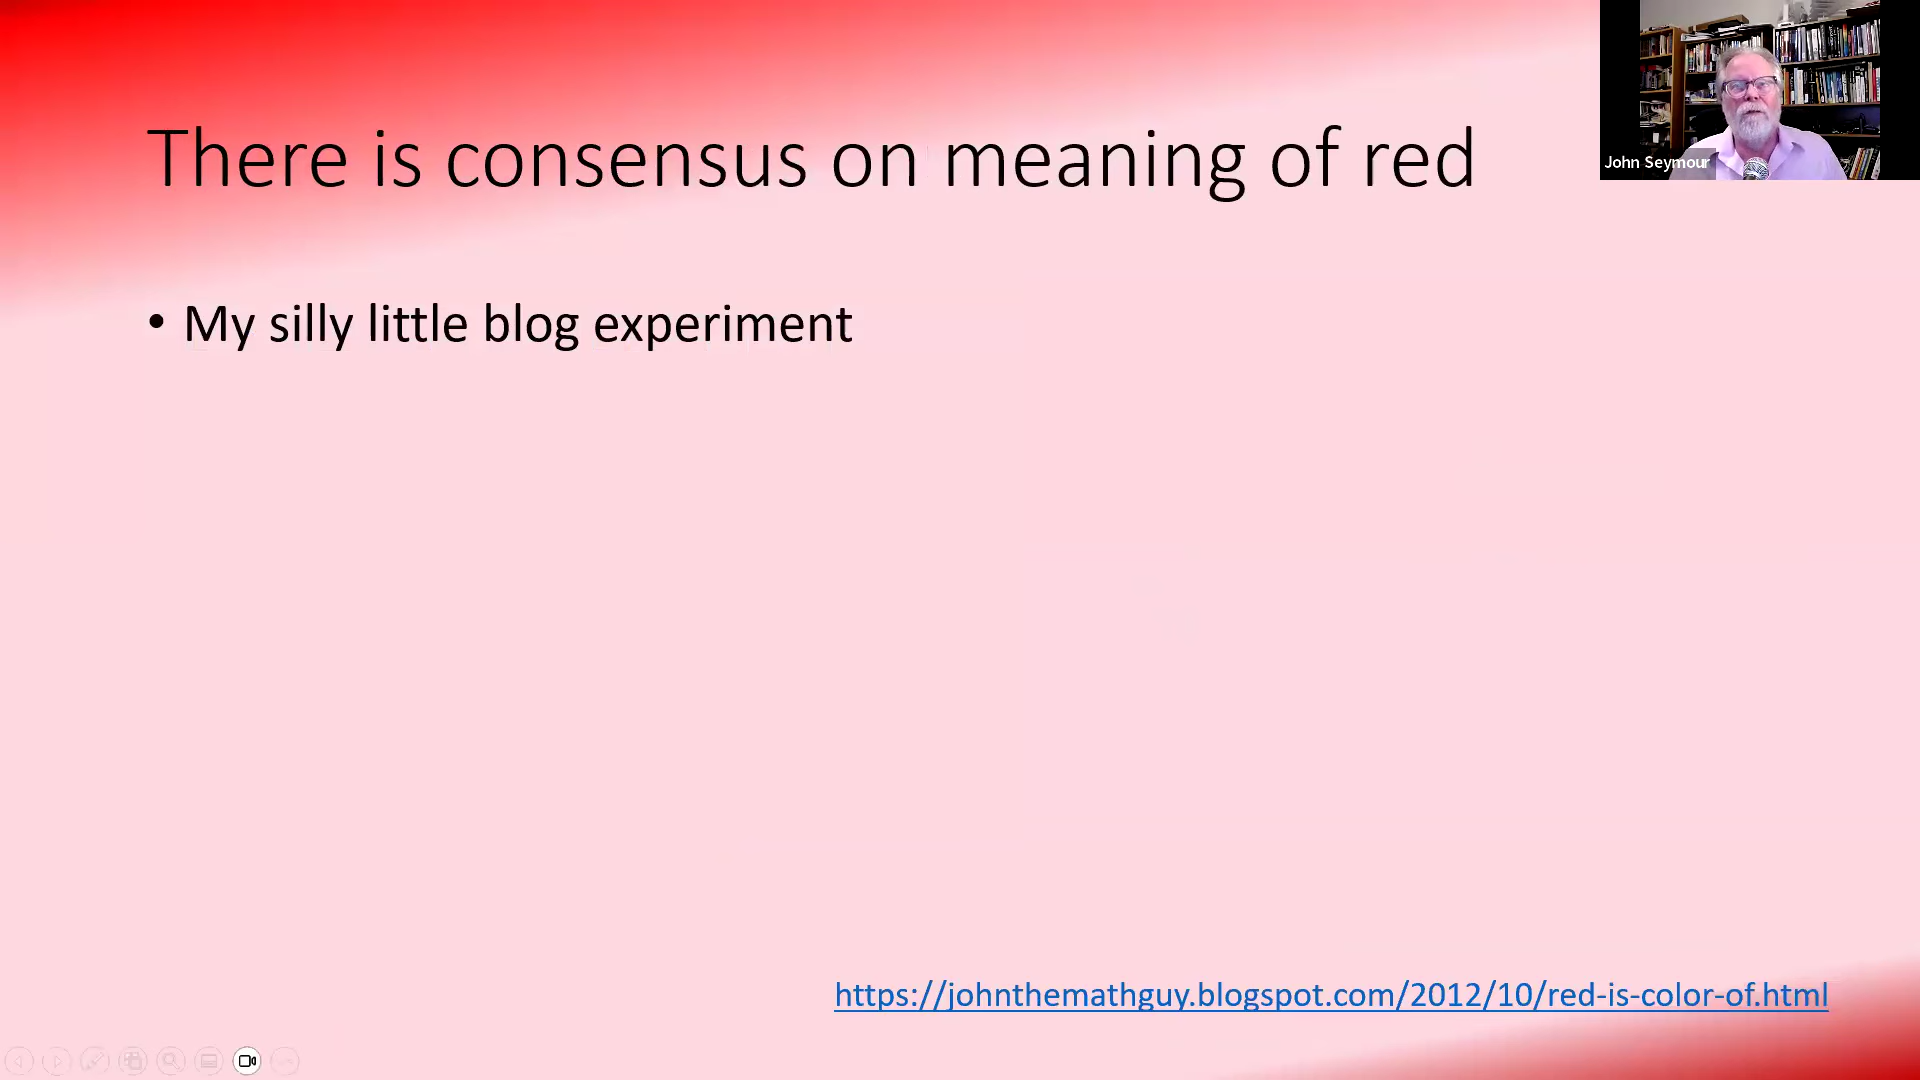 There is consensus on meaning of red
John Seymour
• My silly little blog experiment
https://johnthemathguy.blogspot.com/2012/10/red-is-color-of.html